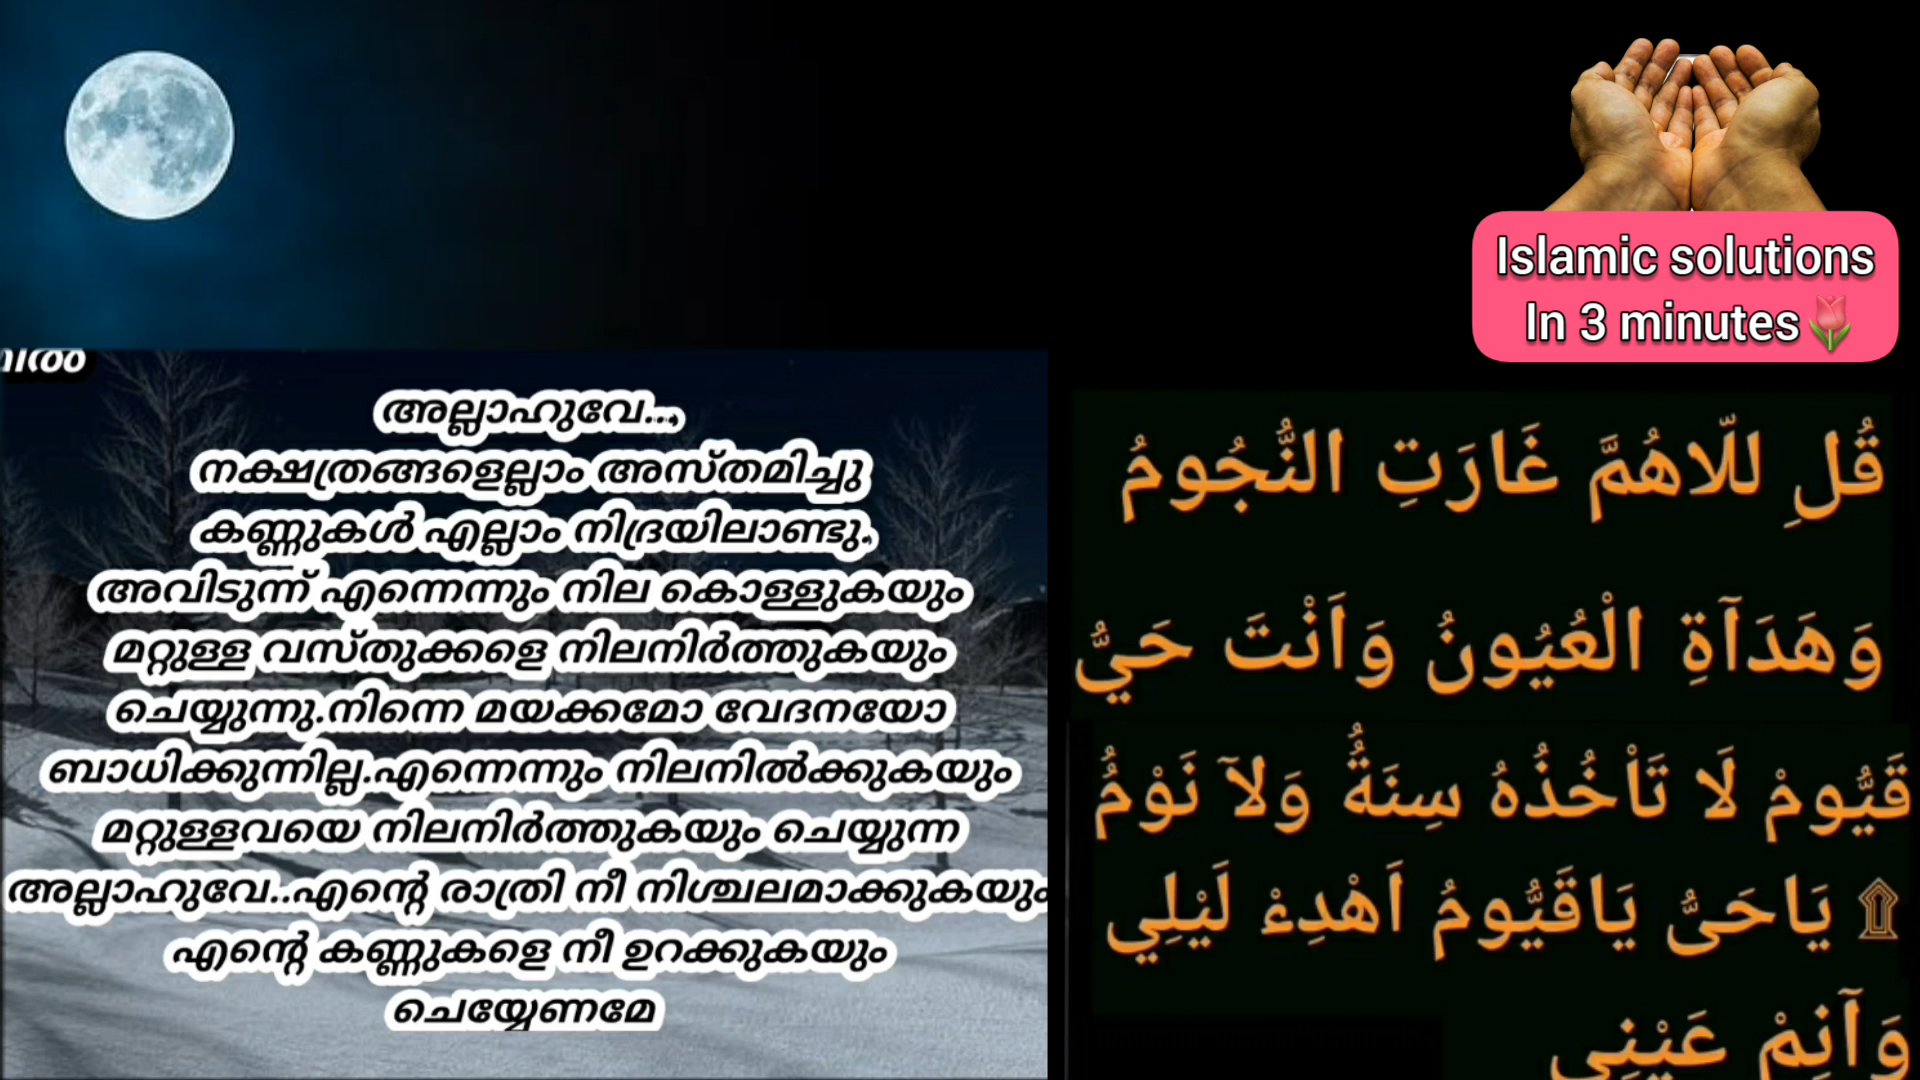 Islamic solutions
In 3 minutes🌷
അല്ലാഹുവേ...
നക്ഷത്രങ്ങളെല്ലാം അസ്തമിച്ചു
കണ്ണുകൾ എല്ലാം നിദ്രയിലാണ്ടു.
അവിടുന്ന് എന്നെന്നും നില കൊള്ളുകയും
മറ്റുള്ള വസ്തുക്കളെ നിലനിർത്തുകയും
ചെയ്യുന്നു.നിന്നെ മയക്കമോ വേദനയോ
ബാധിക്കുന്നില്ല.എന്നെന്നും നിലനിൽക്കുകയും
മറ്റുള്ളവയെ നിലനിർത്തുകയും ചെയ്യുന്ന
അല്ലാഹുവേ..എന്റെ രാത്രി നീ നിശ്ചലമാക്കുകയും
എന്റെ കണ്ണുകളെ നീ ഉറക്കുകയും
ചെയ്യേണമേ
قُلِ للّاهُمَّ غَارَتِ النُّجُومُ
وَهَدَآةِ الْعُيُونُ وَاَنْتَ حَيُّ
قَيُّومْ لَا تَاْخُذُهُ سِنَةُ وَلآ نَوْمُ
۩ يَاحَىُّ يَاقَيُّومُ اَهْدِءْ لَيْلِي
وَآنِمْ عَيْنِي